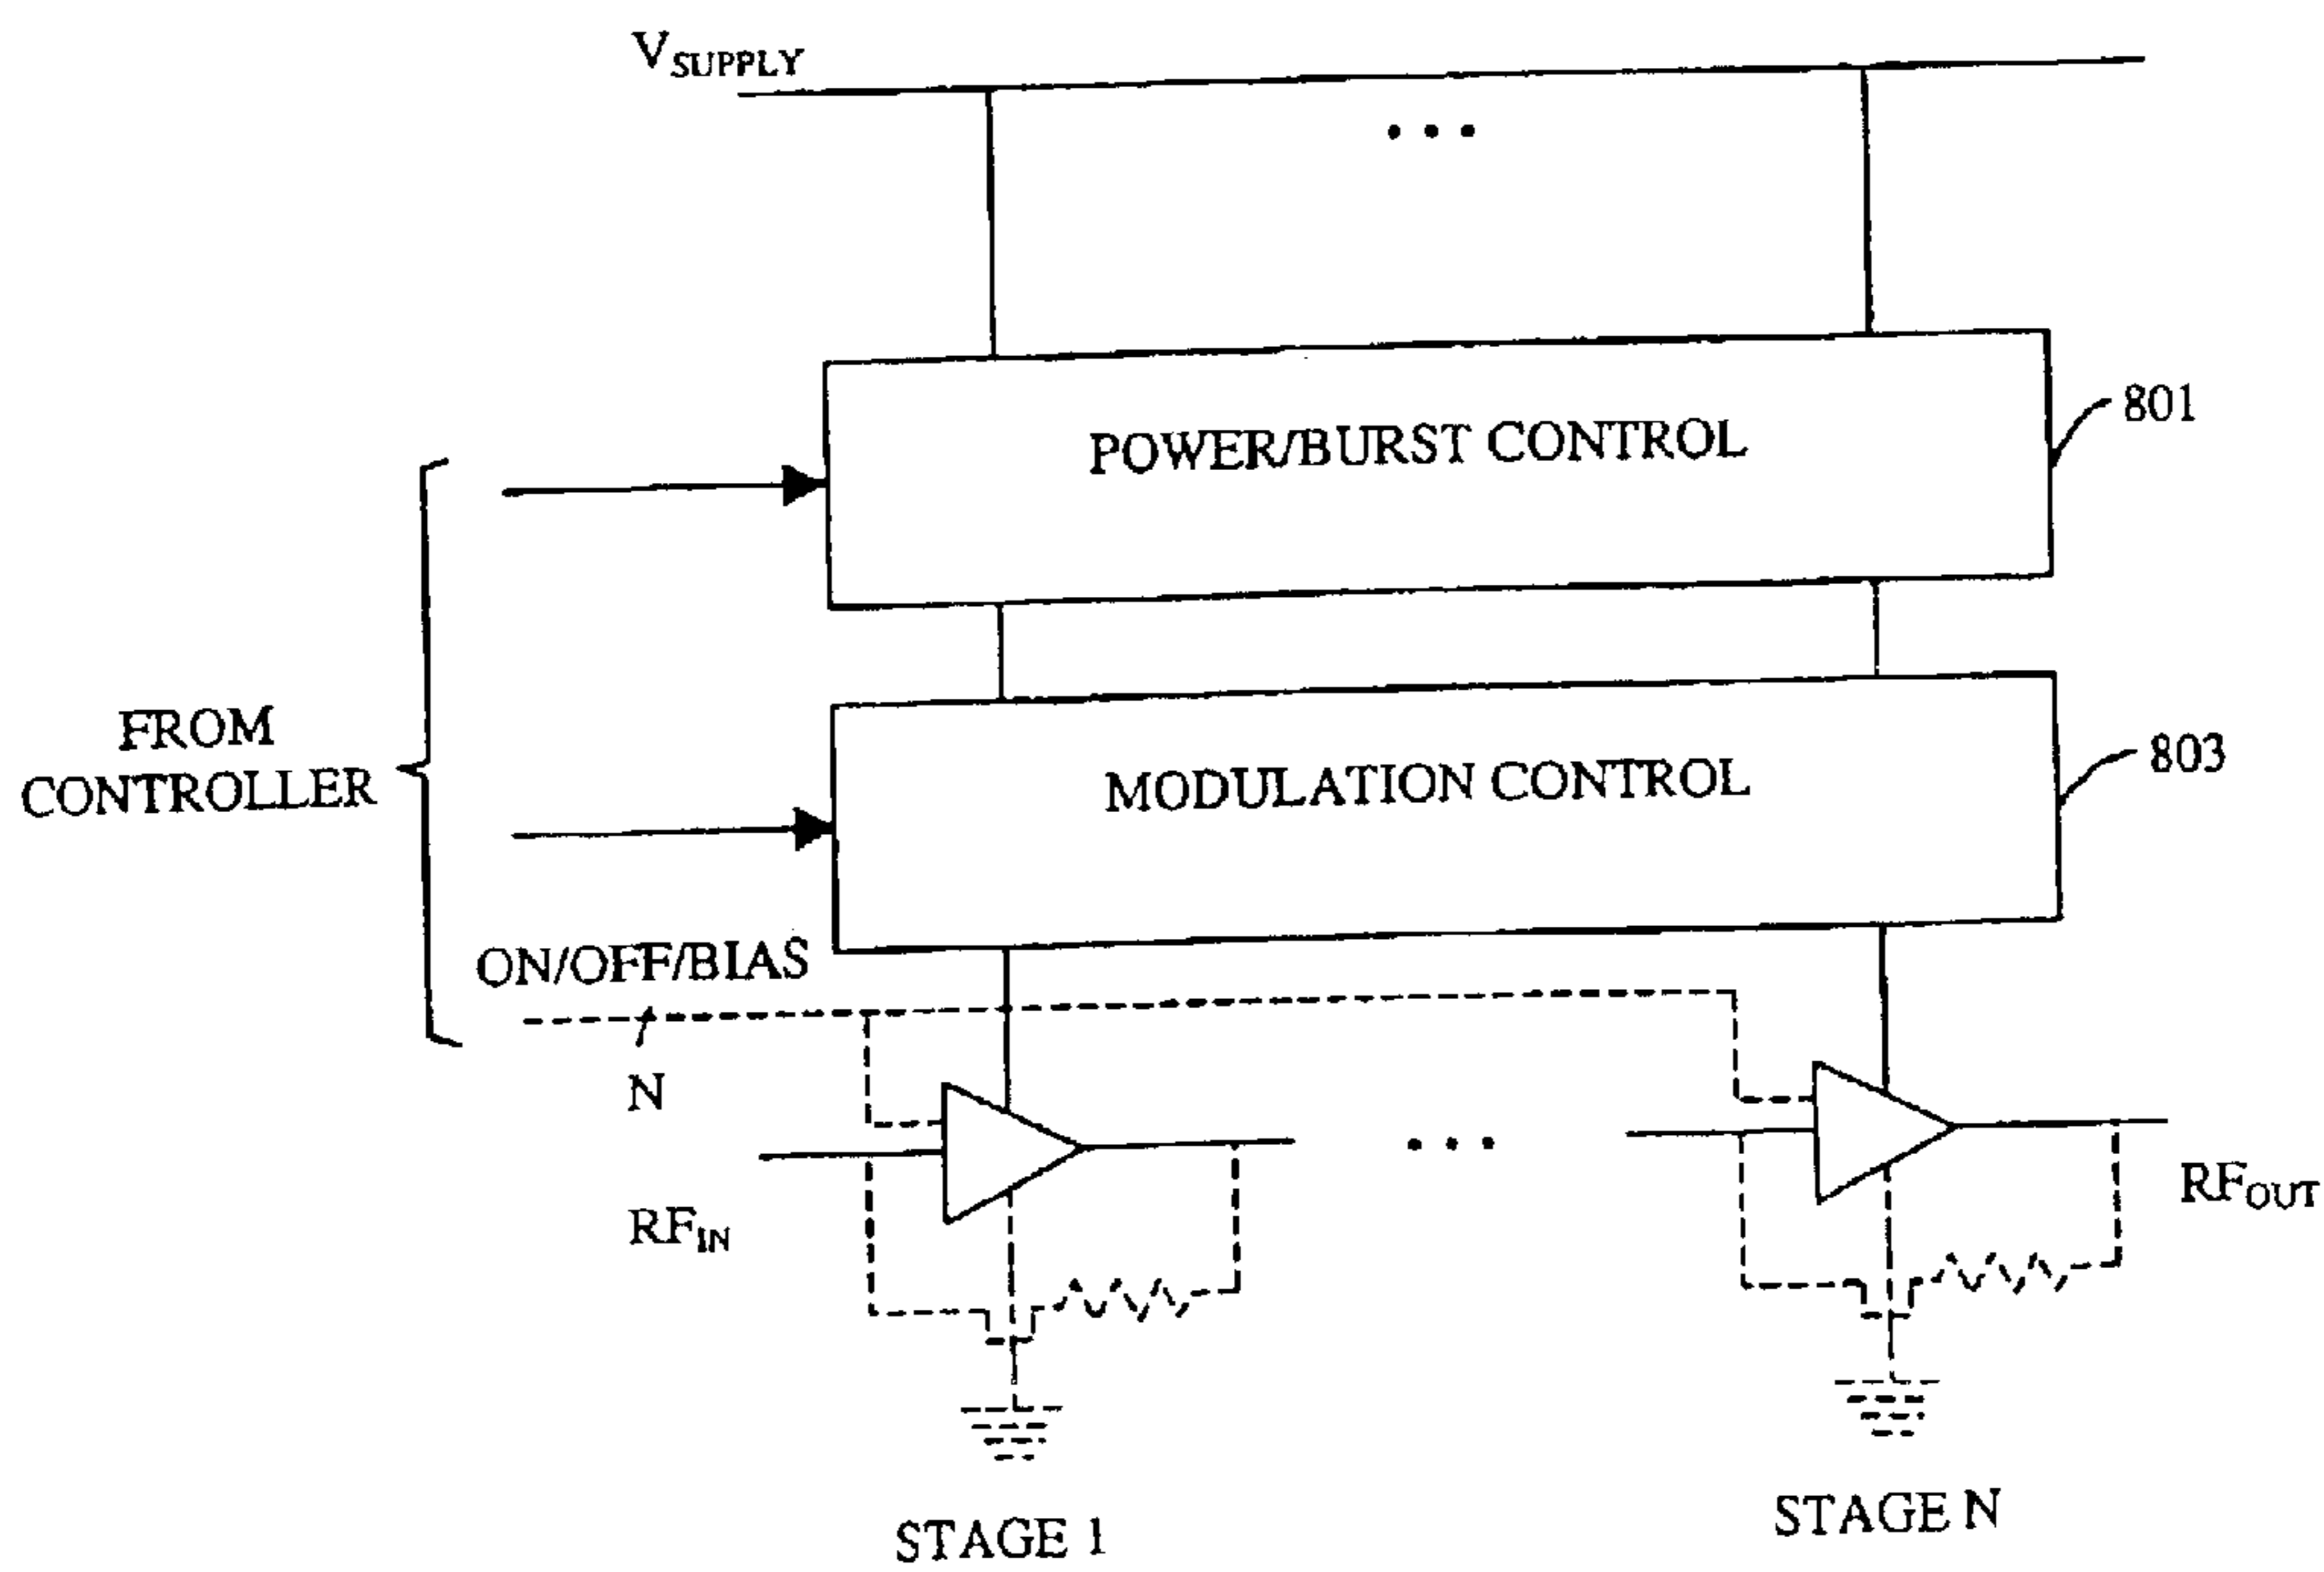 VSUPPLY
POWER/BURST CONTROL
801
FROM
CONTROLLER
MODULATION CONTROL
803
ON/OFF/BIAS
N
RFIN
RFOUT
STAGE 1
STAGE N